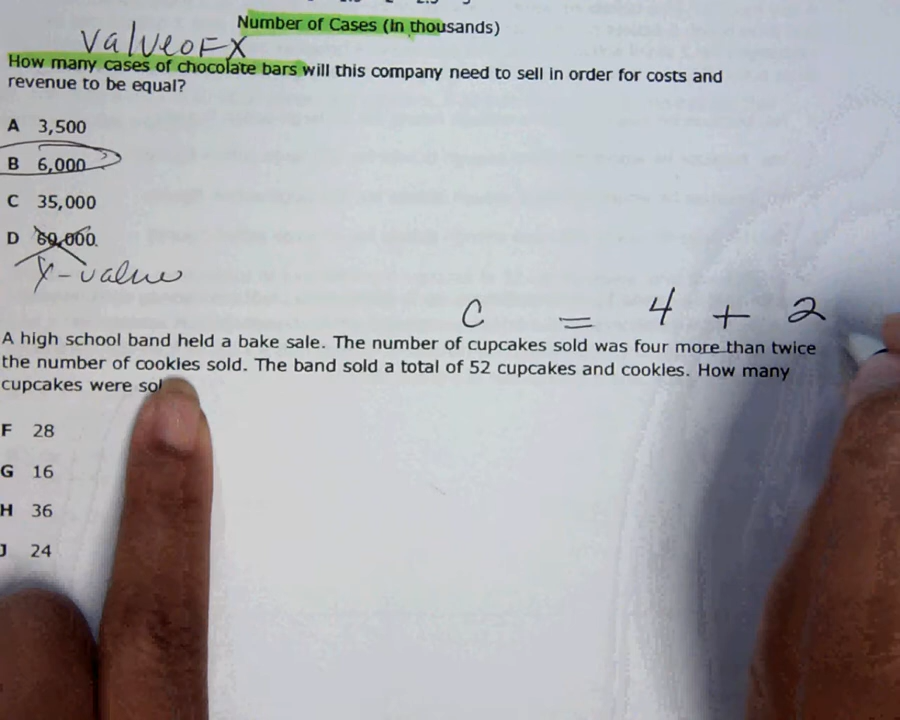 Number of Cases (in thousands)
value of x
How many cases of chocolate bars will this company need to sell in order for costs and
revenue to be equal?
A 3,500
B 6,000
C 35,000
D 60,000
x-value
c = 4 + 2
A high school band held a bake sale. The number of cupcakes sold was four more than twice
the number of cookies sold. The band sold a total of 52 cupcakes and cookies. How many
cupcakes were
F 28
G 16
H 36
J 24